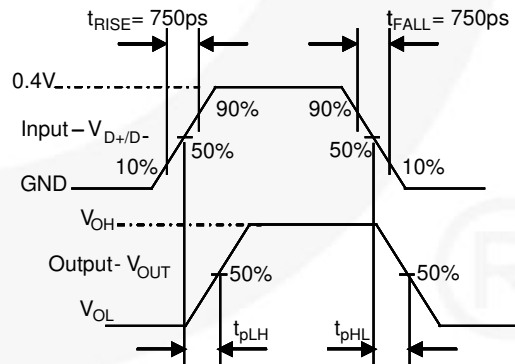 tRISE= 750ps
tFALL= 750ps
0.4V
90%
90%
Input–VD+/D-
50%
50%
10%
10%
GND
VOH
Output- VOUT
50%
50%
VOL
tpLH
tpHL
R